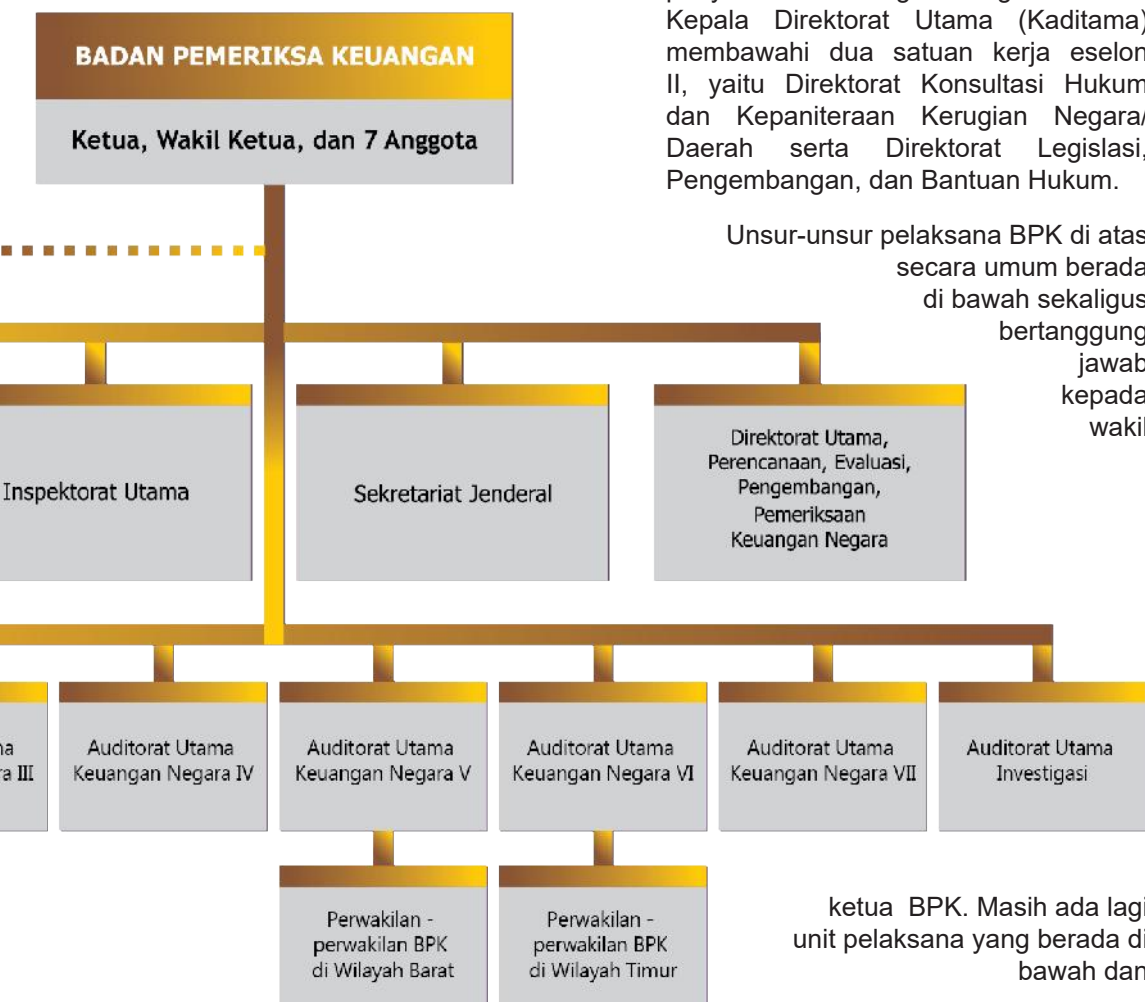 BADAN PEMERIKSA KEUANGAN
Ketua, Wakil Ketua, dan 7 Anggota
Kepala Direktorat Utama (Kaditama)
membawahi dua satuan kerja eselon
II, yaitu Direktorat Konsultasi Hukum
dan Kepaniteraan Kerugian Negara/
Daerah serta Direktorat Legislasi,
Pengembangan, dan Bantuan Hukum.
Unsur-unsur pelaksana BPK di atas
secara umum berada
di bawah sekaligus
bertanggung
jawab
kepada
wakil
Inspektorat Utama
Sekretariat Jenderal
Direktorat Utama,
Perencanaan, Evaluasi,
Pengembangan,
Pemeriksaan
Keuangan Negara
III
Auditorat Utama
Keuangan Negara IV
Auditorat Utama
Keuangan Negara V
Auditorat Utama
Keuangan Negara VI
Auditorat Utama
Keuangan Negara VII
Auditorat Utama
Investigasi
Perwakilan -
perwakilan BPK
di Wilayah Barat
Perwakilan -
perwakilan BPK
di Wilayah Timur
ketua BPK. Masih ada lagi
unit pelaksana yang berada di
bawah dan